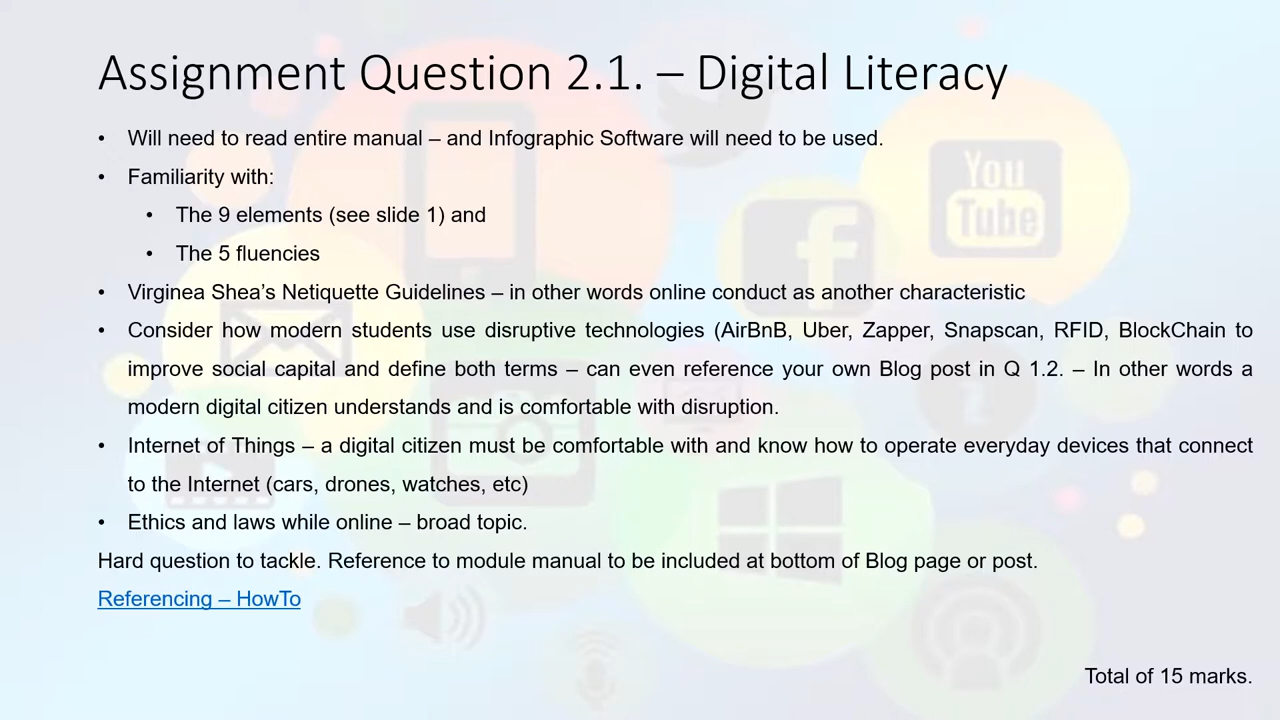 Assignment Question 2.1. – Digital Literacy
• Will need to read entire manual – and Infographic Software will need to be used.
• Familiarity with:
• The 9 elements (see slide 1) and
• The 5 fluencies
• Virginea Shea’s Netiquette Guidelines – in other words online conduct as another characteristic
• Consider how modern students use disruptive technologies (AirBnB, Uber, Zapper, Snapscan, RFID, BlockChain to
improve social capital and define both terms – can even reference your own Blog post in Q 1.2. – In other words a
modern digital citizen understands and is comfortable with disruption.
• Internet of Things – a digital citizen must be comfortable with and know how to operate everyday devices that connect
to the Internet (cars, drones, watches, etc)
• Ethics and laws while online – broad topic.
Hard question to tackle. Reference to module manual to be included at bottom of Blog page or post.
Referencing – HowTo
Total of 15 marks.
You
Tube